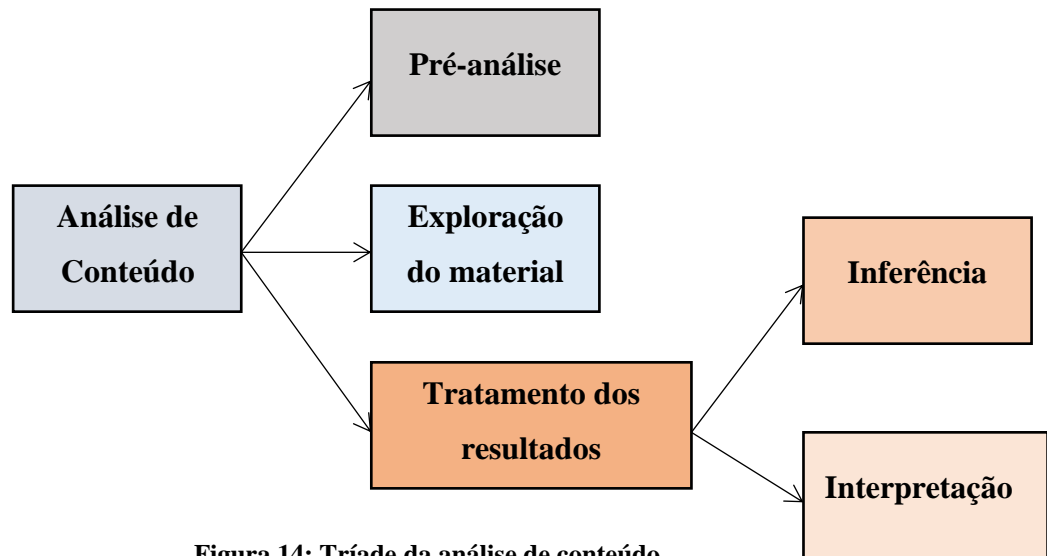 Pré-análise
Análise de
Conteúdo
Exploração
do material
Tratamento dos
resultados
Inferência
Interpretação
Figura 14: Tríade da análise de conteúdo